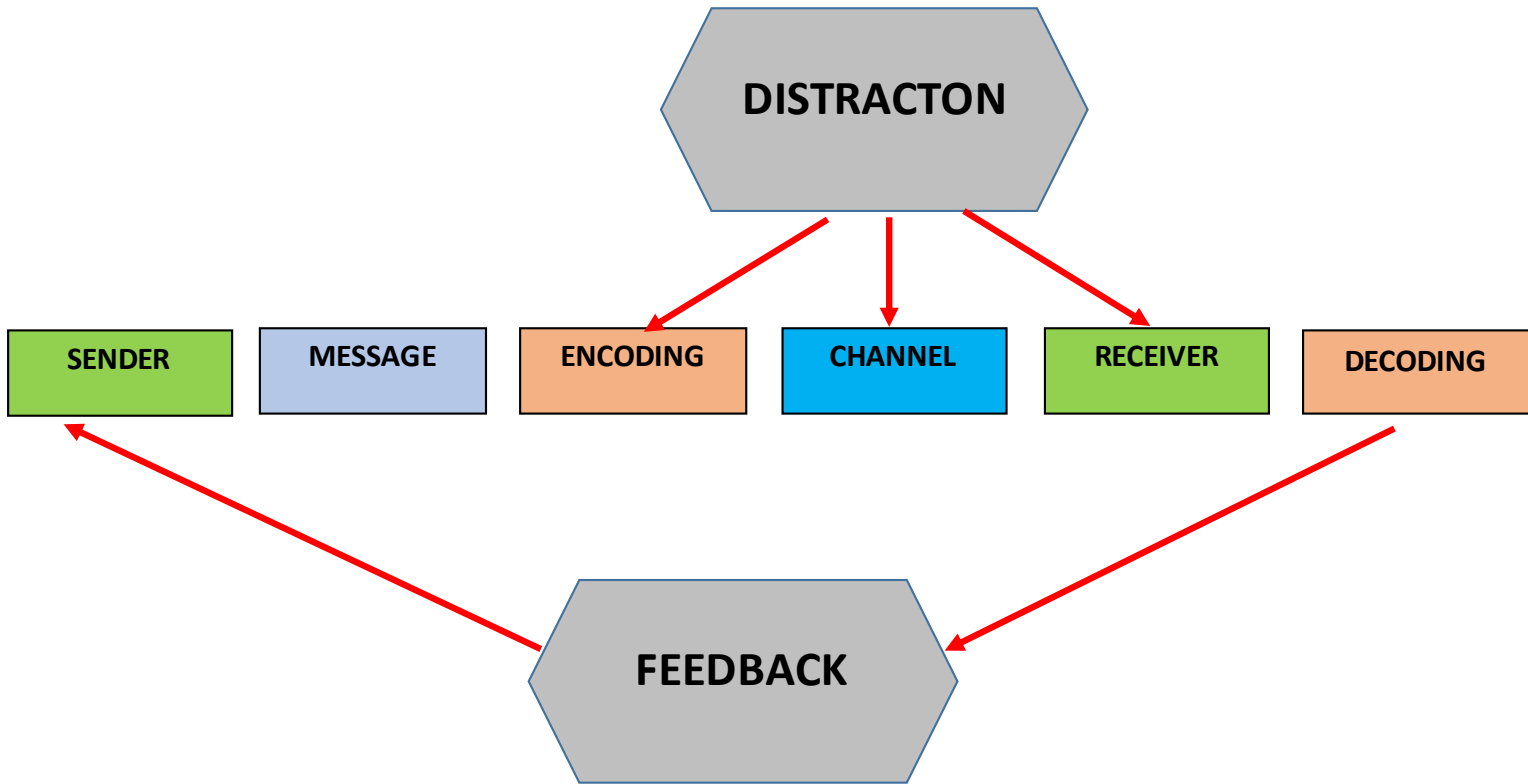 DISTRACTON
SENDER
MESSAGE
ENCODING
CHANNEL
RECEIVER
DECODING
FEEDBACK